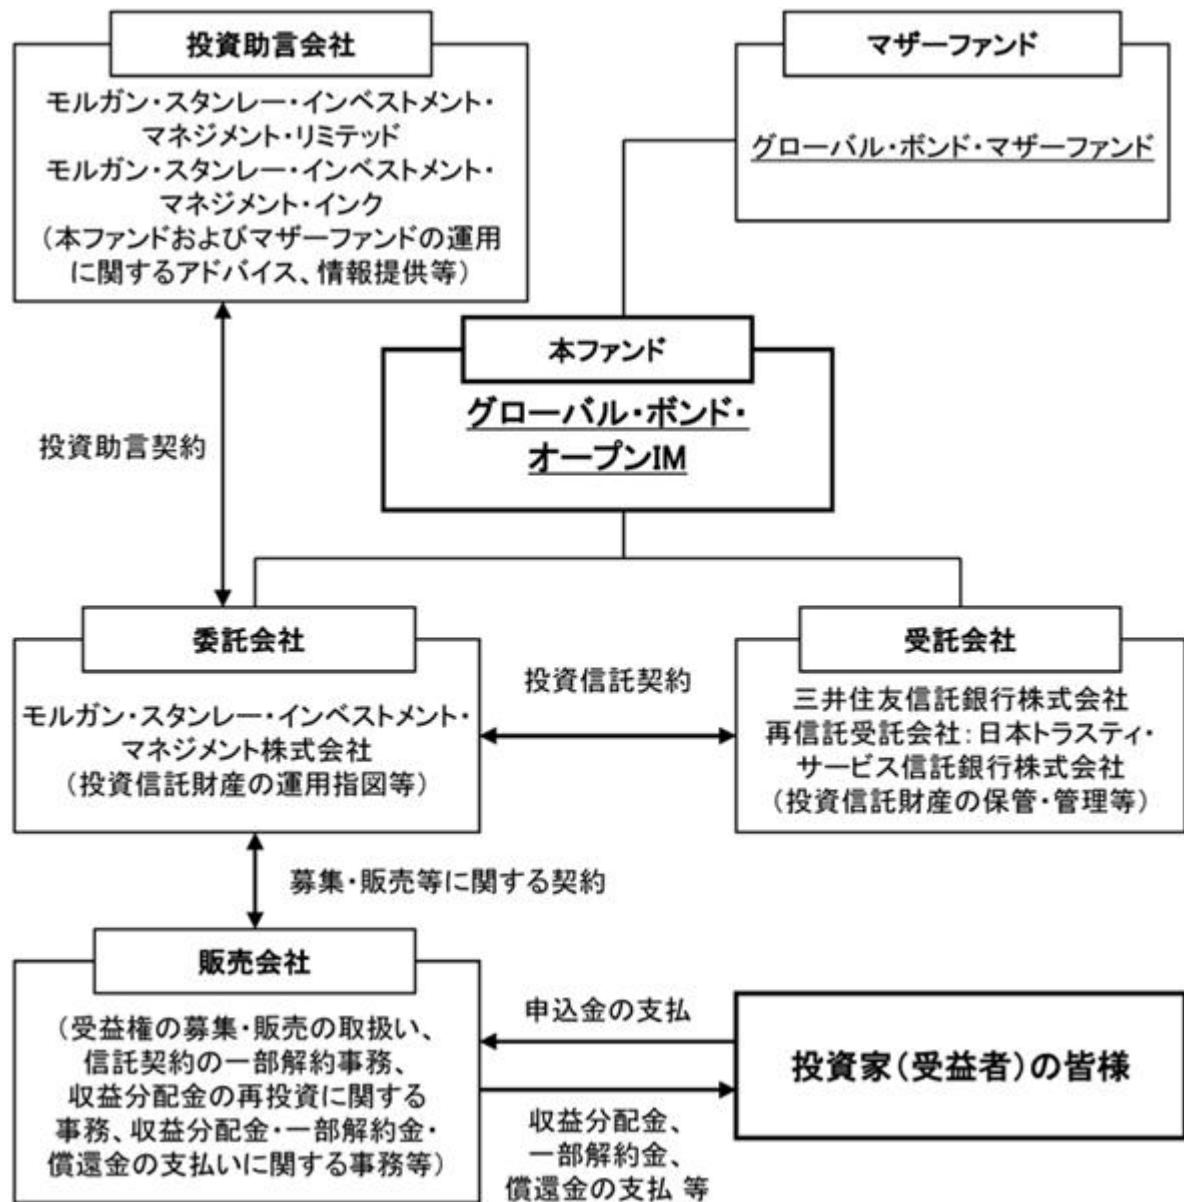 投資助言会社
モルガン・スタンレー・インベストメント・
マネジメント・リミテッド
モルガン・スタンレー・インベストメント・
マネジメント・インク
（本ファンドおよびマザーファンドの運用
に関するアドバイス、情報提供等）
マザーファンド
グローバル・ボンド・マザーファンド
本ファンド
グローバル・ボンド・
オープンIM
投資助言契約
委託会社
モルガン・スタンレー・インベストメント・
マネジメント株式会社
（投資信託財産の運用指図等）
投資信託契約
受託会社
三井住友信託銀行株式会社
再信託受託会社：日本トラスティ・
サービス信託銀行株式会社
（投資信託財産の保管・管理等）
募集・販売等に関する契約
販売会社
（受益権の募集・販売の取扱い、
信託契約の一部解約事務、
収益分配金の再投資に関する
事務、収益分配金・一部解約金・
償還金の支払いに関する事務等）
申込金の支払
収益分配金、
一部解約金、
償還金の支払 等
投資家（受益者）の皆様